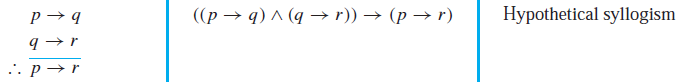 p → q ((p → q) ∧ (q → r)) → (p → r) Hypothetical syllogism
q → r
∴ p → r